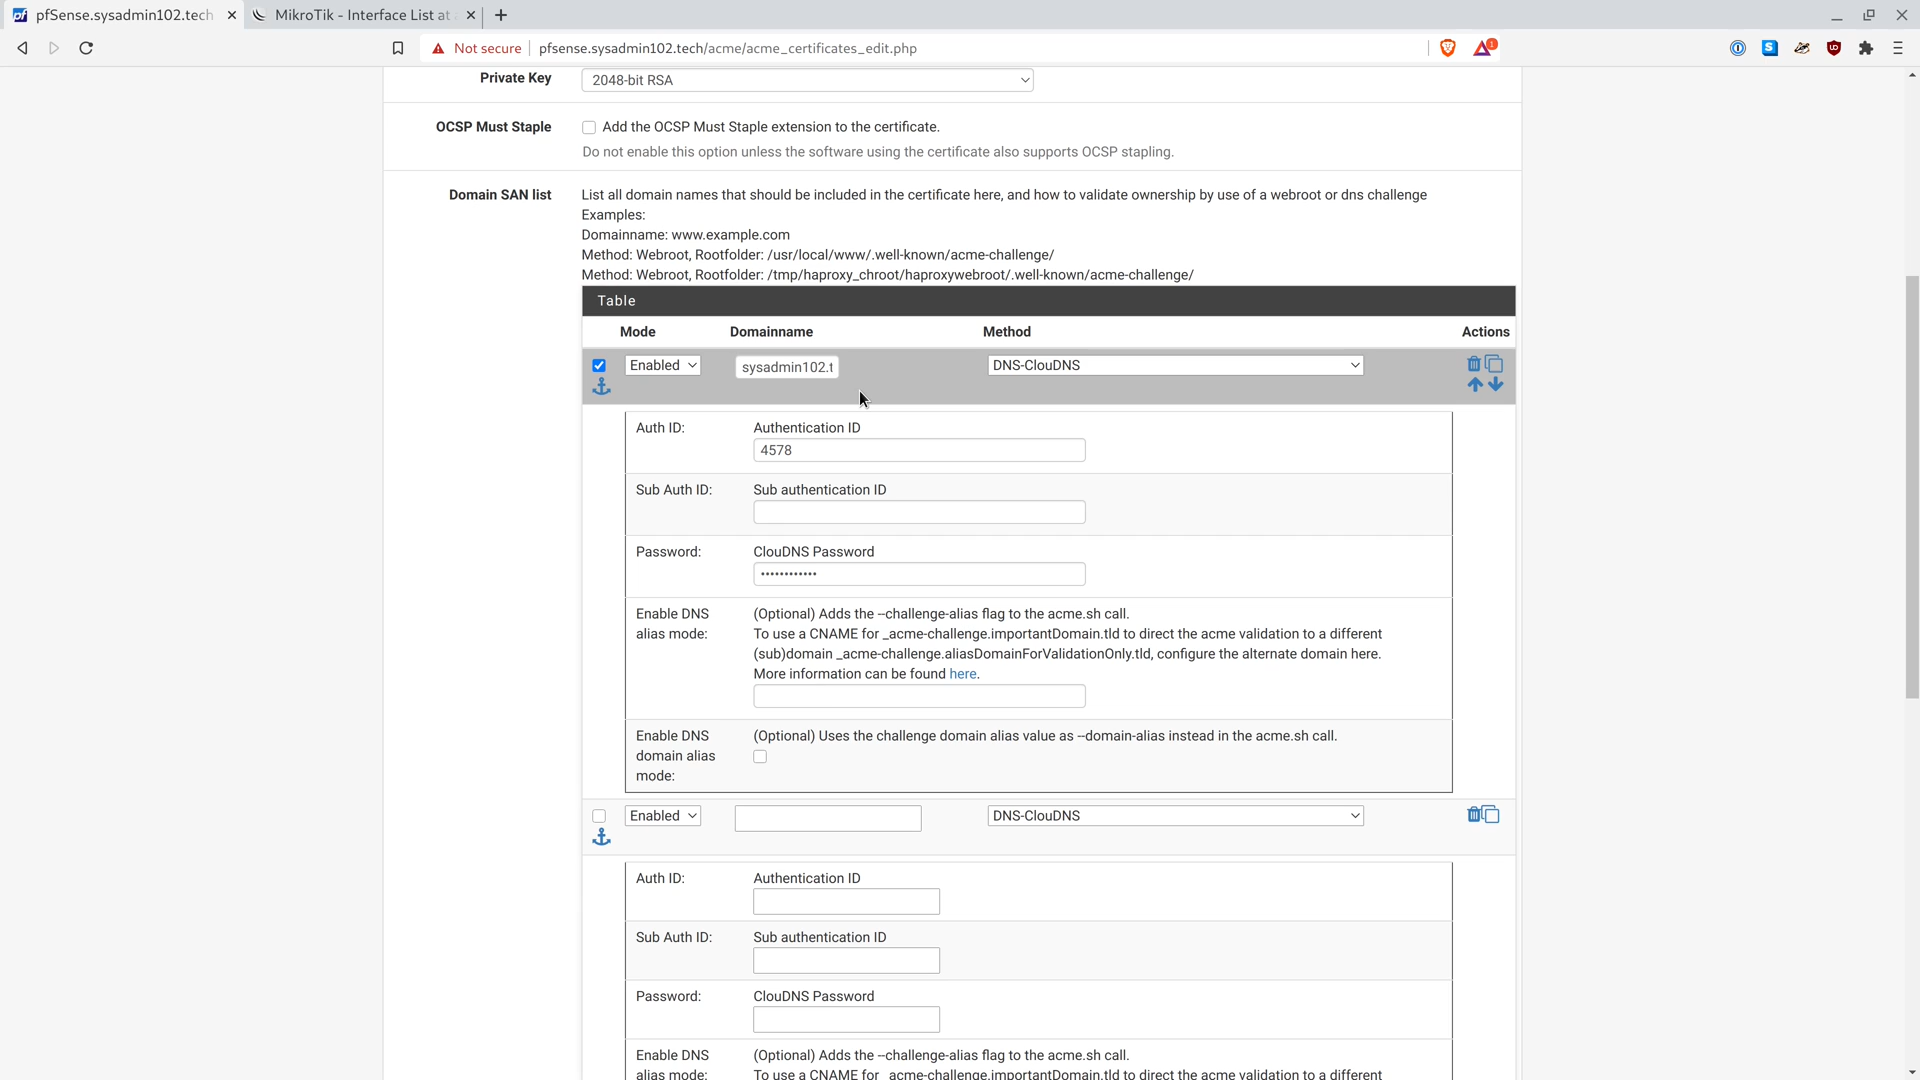 pfSense.sysadmin102.tech
MikroTik - Interface List at
Not secure
pfsense.sysadmin102.tech/acme/acme_certificates_edit.php
1
Private Key
2048-bit RSA
OCSP Must Staple
Add the OCSP Must Staple extension to the certificate.
Do not enable this option unless the software using the certificate also supports OCSP stapling.
Domain SAN list
List all domain names that should be included in the certificate here, and how to validate ownership by use of a webroot or dns challenge
Examples:
Domainname: www.example.com
Method: Webroot, Rootfolder: /usr/local/www/.well-known/acme-challenge/
Method: Webroot, Rootfolder: /tmp/haproxy_chroot/haproxywebroot/.well-known/acme-challenge/
Table
Mode Domainname Method Actions
Enabled sysadmin102.t DNS-ClouDNS
Auth ID: Authentication ID
4578
Sub Auth ID: Sub authentication ID
Password: ClouDNS Password
••••••••••••
Enable DNS alias mode:
(Optional) Adds the --challenge-alias flag to the acme.sh call.
To use a CNAME for _acme-challenge.importantDomain.tld to direct the acme validation to a different
(sub)domain _acme-challenge.aliasDomainForValidationOnly.tld, configure the alternate domain here.
More information can be found here.
Enable DNS domain alias mode:
(Optional) Uses the challenge domain alias value as --domain-alias instead in the acme.sh call.
Enabled DNS-ClouDNS
Auth ID: Authentication ID
Sub Auth ID: Sub authentication ID
Password: ClouDNS Password
Enable DNS alias mode:
(Optional) Adds the --challenge-alias flag to the acme.sh call.
To use a CNAME for _acme-challenge.importantDomain.tld to direct the acme validation to a different